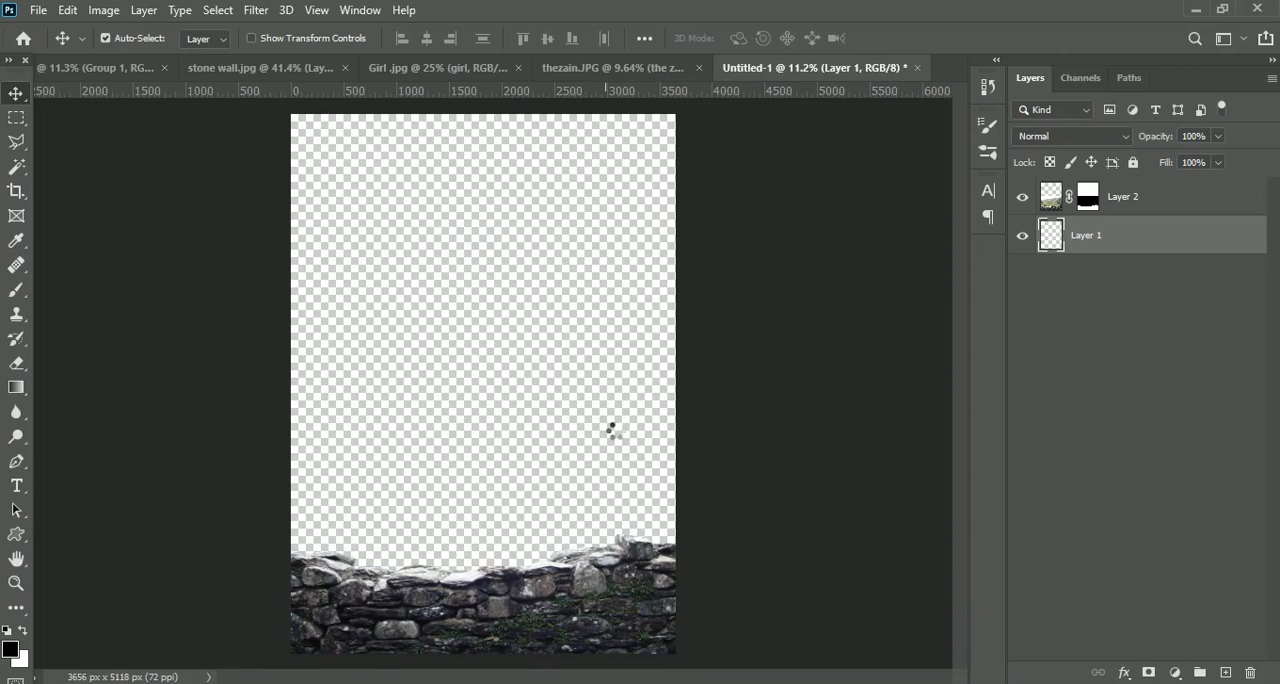 Ps File Edit Image Layer Type Select Filter 3D View Window Help
Auto-Select: Layer Show Transform Controls 3D Mode:
@ 11.3% (Group 1, RG... × stone wall.jpg @ 41.4% (Lay... × Girl .jpg @ 25% (girl, RGB/... × thezain.JPG @ 9.64% (the z... × Untitled-1 @ 11.2% (Layer 1, RGB/8) * ×
2500 2000 1500 1000 500 0 500 1000 1500 2000 2500 3000 3500 4000 4500 5000 5500 6000
Layers Channels Paths
Kind
Normal Opacity: 100%
Lock: Fill: 100%
Layer 2
Layer 1
3656 px x 5118 px (72 ppi)